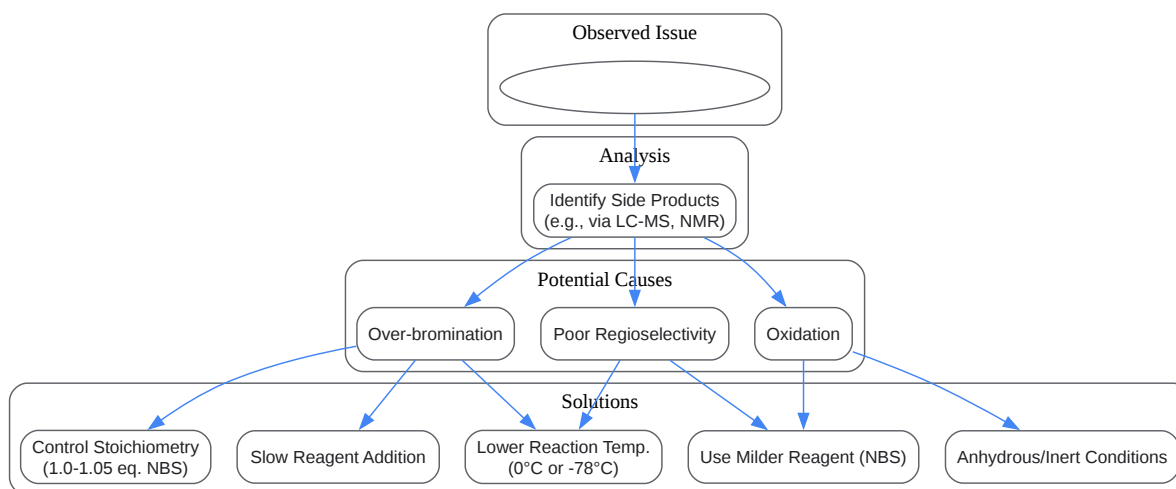 Observed Issue
Analysis
Identify Side Products
(e.g., via LC-MS, NMR)
Potential Causes
Over-bromination
Poor Regioselectivity
Oxidation
Solutions
Control Stoichiometry
(1.0-1.05 eq. NBS)
Slow Reagent Addition
Lower Reaction Temp.
(0°C or -78°C)
Use Milder Reagent (NBS)
Anhydrous/Inert Conditions